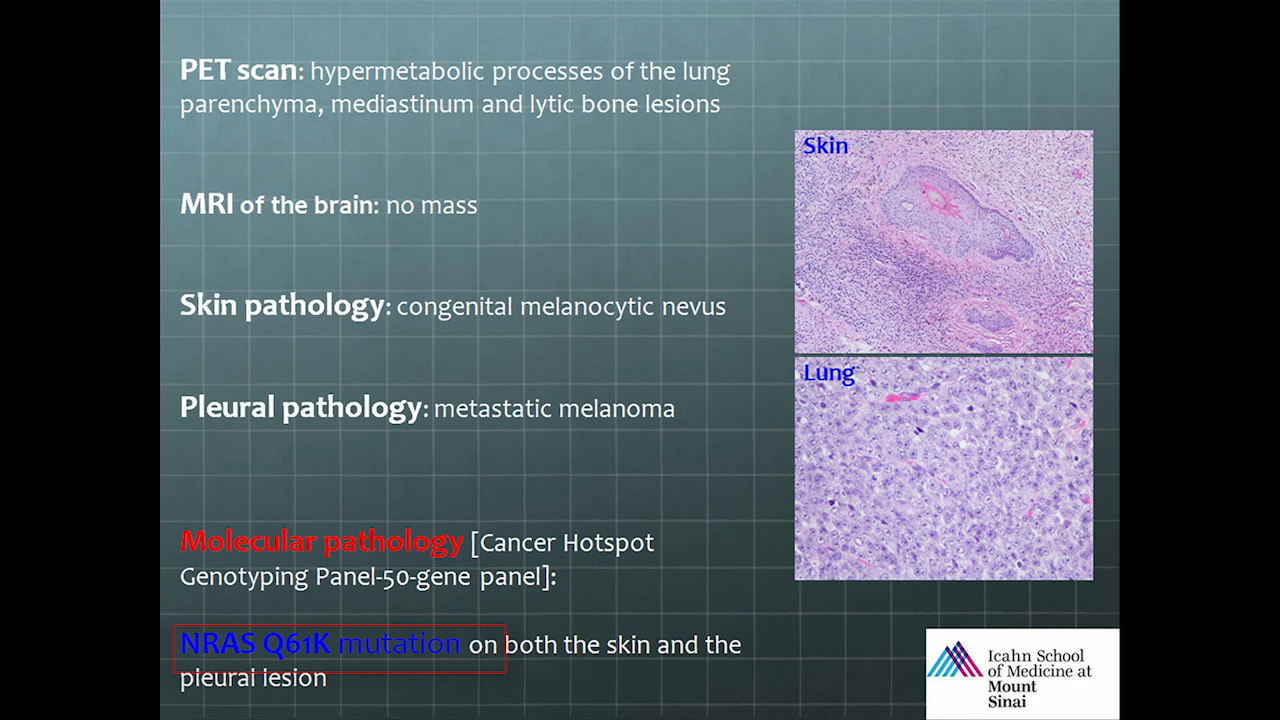 PET scan: hypermetabolic processes of the lung
parenchyma, mediastinum and lytic bone lesions
MRI of the brain: no mass
Skin pathology: congenital melanocytic nevus
Pleural pathology: metastatic melanoma
Molecular pathology [Cancer Hotspot
Genotyping Panel-50-gene panel]:
NRAS Q61K mutation on both the skin and the
pleural lesion
Skin
Lung
Icahn School
of Medicine at
Mount
Sinai